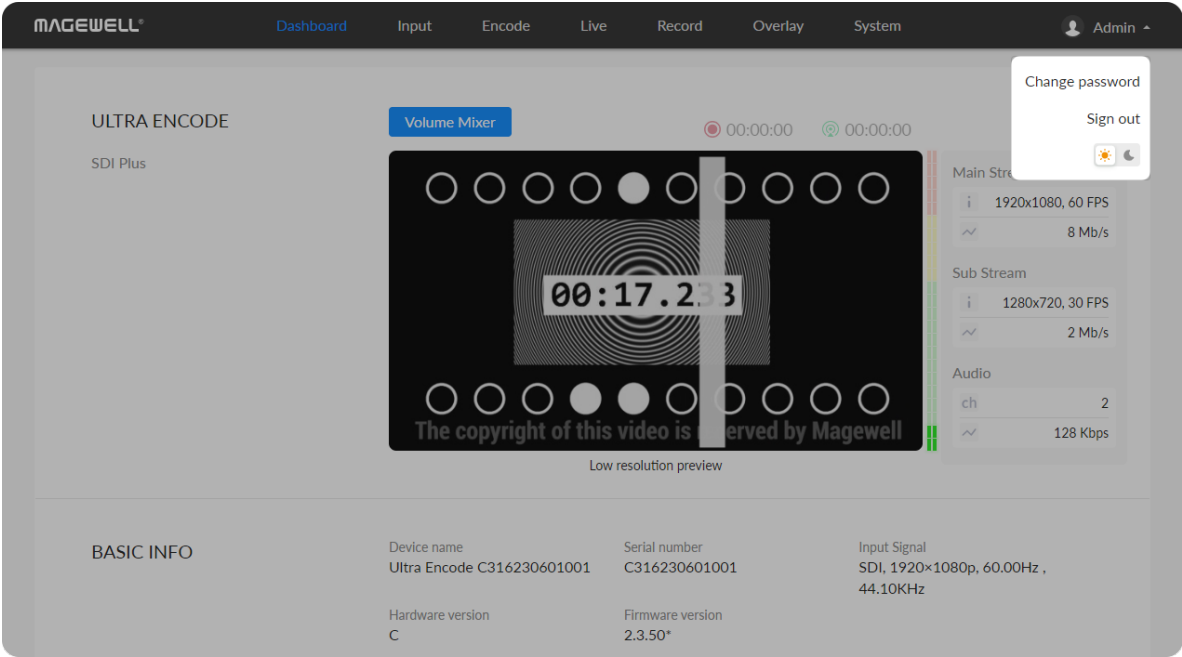 MAGEWELL®
Dashboard Input Encode Live Record Overlay System Admin
Change password
Sign out
ULTRA ENCODE
SDI Plus
Volume Mixer
00:00:00 00:00:00
00:17.233
The copyright of this video is reserved by Magewell
Low resolution preview
Main Stre
i 1920x1080, 60 FPS
8 Mb/s
Sub Stream
i 1280x720, 30 FPS
2 Mb/s
Audio
ch 2
128 Kbps
BASIC INFO
Device name
Ultra Encode C316230601001
Serial number
C316230601001
Input Signal
SDI, 1920×1080p, 60.00Hz ,
44.10KHz
Hardware version
C
Firmware version
2.3.50*